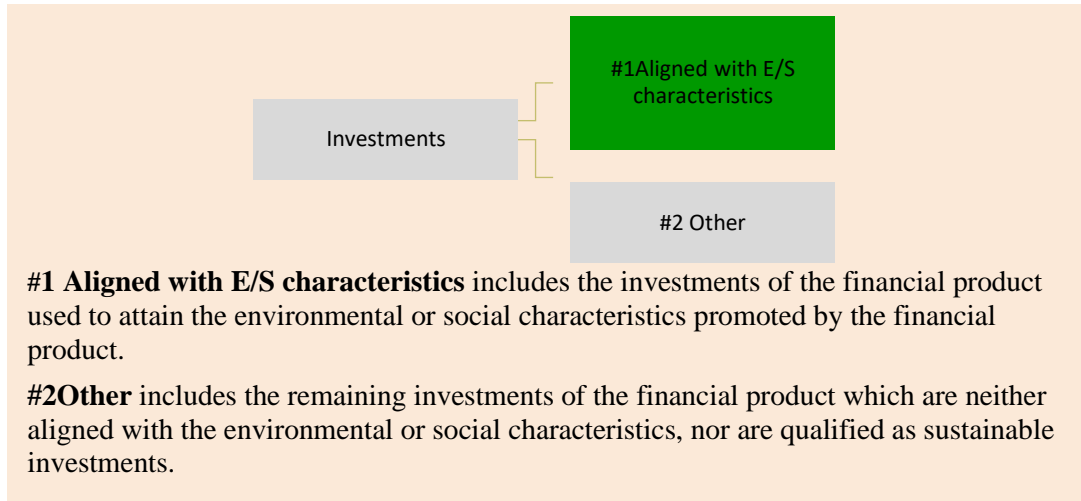 #1Aligned with E/S
characteristics
Investments
#2 Other
#1 Aligned with E/S characteristics includes the investments of the financial product
used to attain the environmental or social characteristics promoted by the financial
product.
#2Other includes the remaining investments of the financial product which are neither
aligned with the environmental or social characteristics, nor are qualified as sustainable
investments.